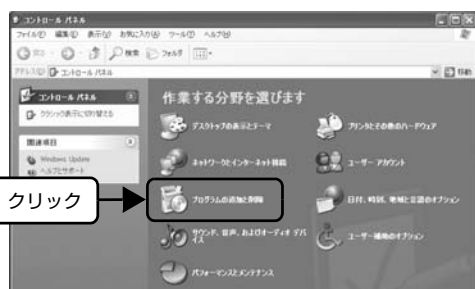 コントロール パネル
ファイル(F) 編集(E) 表示(V) お気に入り(A) ツール(T) ヘルプ(H)
戻る 検索 フォルダ
アドレス(D) コントロール パネル 移動
コントロール パネル
クラシック表示に切り替える
関連項目
Windows Update
ヘルプとサポート
作業する分野を選びます
デスクトップの表示とテーマ
プリンタとその他のハードウェア
ネットワークとインターネット接続
ユーザー アカウント
プログラムの追加と削除
日付、時刻、地域と言語のオプション
サウンド、音声、およびオーディオ デバイス
ユーザー補助のオプション
パフォーマンスとメンテナンス
クリック